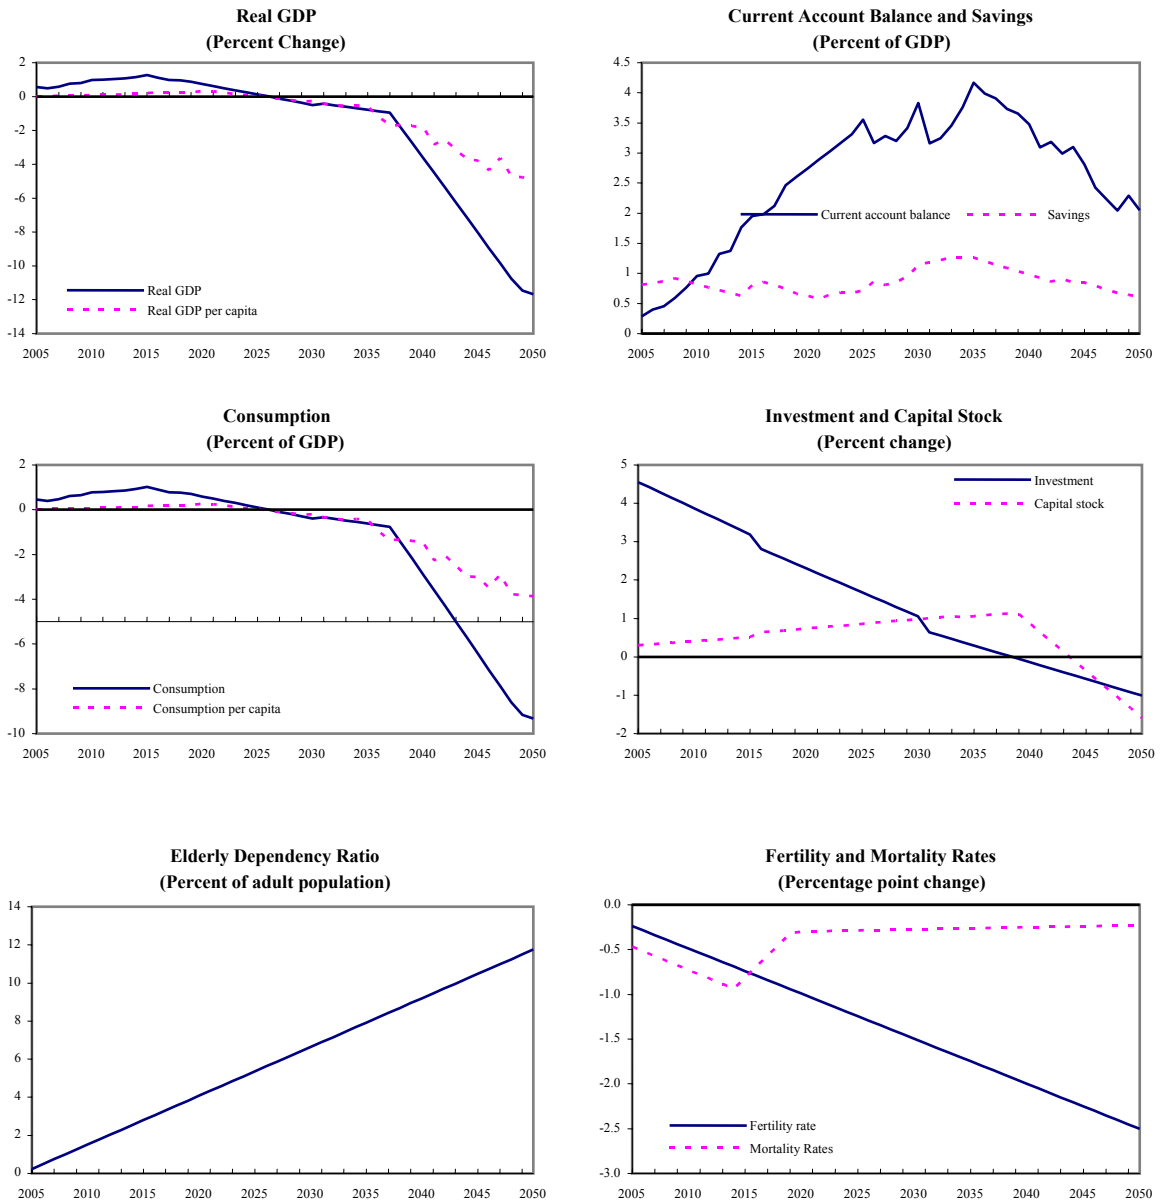 Real GDP
(Percent Change)
2
0
-2
-4
-6
-8
-10
-12
-14
Real GDP
Real GDP per capita
2005 2010 2015 2020 2025 2030 2035 2040 2045 2050
Current Account Balance and Savings
(Percent of GDP)
4.5
4
3.5
3
2.5
2
1.5
1
0.5
0
Current account balance Savings
2005 2010 2015 2020 2025 2030 2035 2040 2045 2050
Consumption
(Percent of GDP)
2
0
-2
-4
-6
-8
-10
Consumption
Consumption per capita
2005 2010 2015 2020 2025 2030 2035 2040 2045 2050
Investment and Capital Stock
(Percent change)
5
4
3
2
1
0
-1
-2
Investment
Capital stock
2005 2010 2015 2020 2025 2030 2035 2040 2045 2050
Elderly Dependency Ratio
(Percent of adult population)
14
12
10
8
6
4
2
0
2005 2010 2015 2020 2025 2030 2035 2040 2045 2050
Fertility and Mortality Rates
(Percentage point change)
0.0
-0.5
-1.0
-1.5
-2.0
-2.5
-3.0
Fertility rate
Mortality Rates
2005 2010 2015 2020 2025 2030 2035 2040 2045 2050